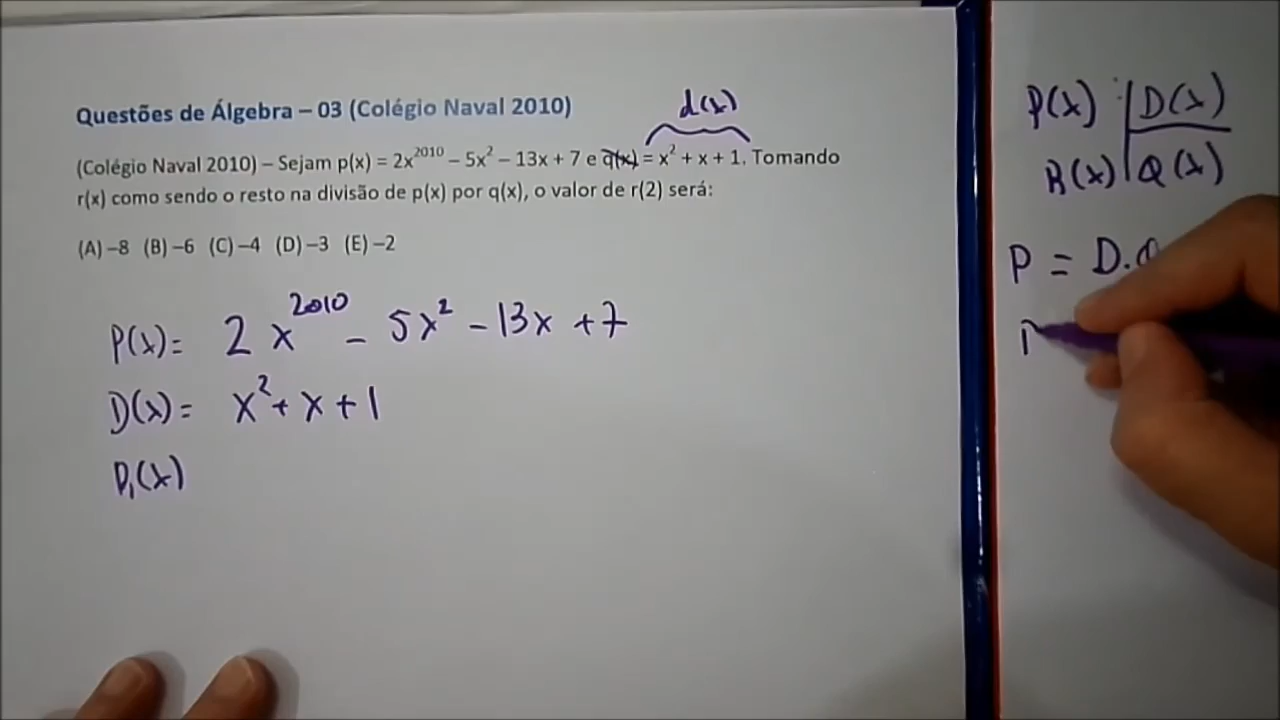 Questões de Álgebra – 03 (Colégio Naval 2010)
d(x)
(Colégio Naval 2010) – Sejam p(x) = 2x²⁰¹⁰ – 5x² – 13x + 7 e q(x) = x² + x + 1. Tomando
r(x) como sendo o resto na divisão de p(x) por q(x), o valor de r(2) será:
(A) –8 (B) –6 (C) –4 (D) –3 (E) –2
P(x) = 2x²⁰¹⁰ – 5x² – 13x + 7
D(x) = x² + x + 1
D₁(x)
P(x) D(x)
R(x) Q(x)
P = D.